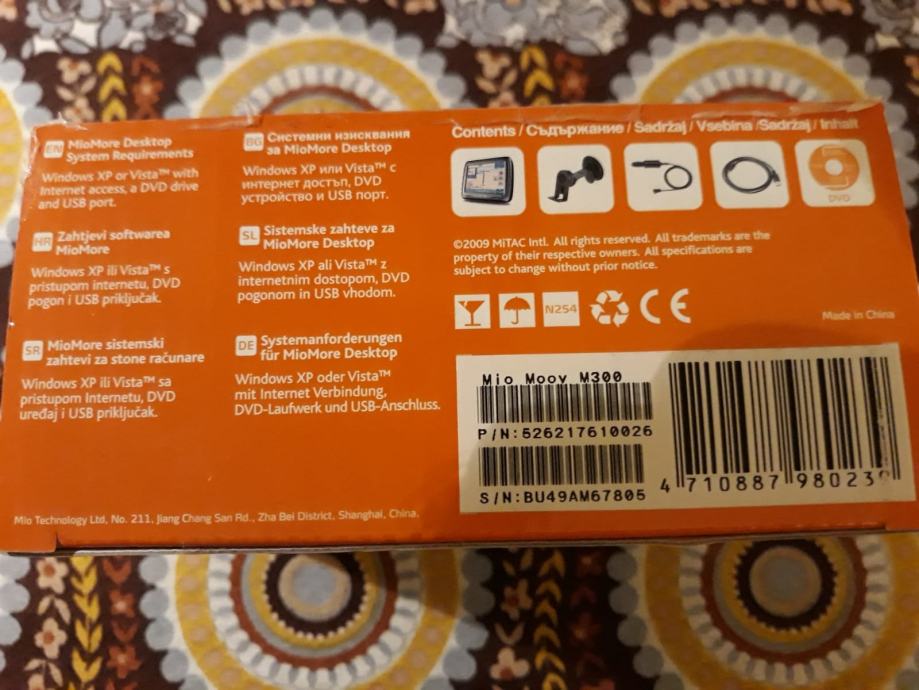 EN MioMore Desktop
System Requirements
Windows XP or Vista™ with
Internet access, a DVD drive
and USB port.
HR Zahtjevi softwarea
MioMore
Windows XP ili Vista™ s
pristupom internetu, DVD
pogon i USB priključak.
SR MioMore sistemski
zahtevi za stone računare
Windows XP ili Vista™ sa
pristupom Internetu, DVD
uređaj i USB priključak.
BG Системни изисквания
за MioMore Desktop
Windows XP или Vista™ с
интернет достъп, DVD
устройство и USB порт.
SL Sistemske zahteve za
MioMore Desktop
Windows XP ali Vista™ z
internetnim dostopom, DVD
pogonom in USB vhodom.
DE Systemanforderungen
für MioMore Desktop
Windows XP oder Vista™
mit Internet Verbindung,
DVD-Laufwerk und USB-Anschluss.
Contents / Съдържание / Sadržaj / Vsebina / Sadržaj / Inhalt
DVD
©2009 MiTAC Intl. All rights reserved. All trademarks are the
property of their respective owners. All specifications are
subject to change without prior notice.
N254
CE
Made in China
Mio Moov M300
P/N:526217610026
S/N:BU49AM67805
4 710887 980239
Mio Technology Ltd, No. 211, Jiang Chang San Rd., Zha Bei District, Shanghai, China.